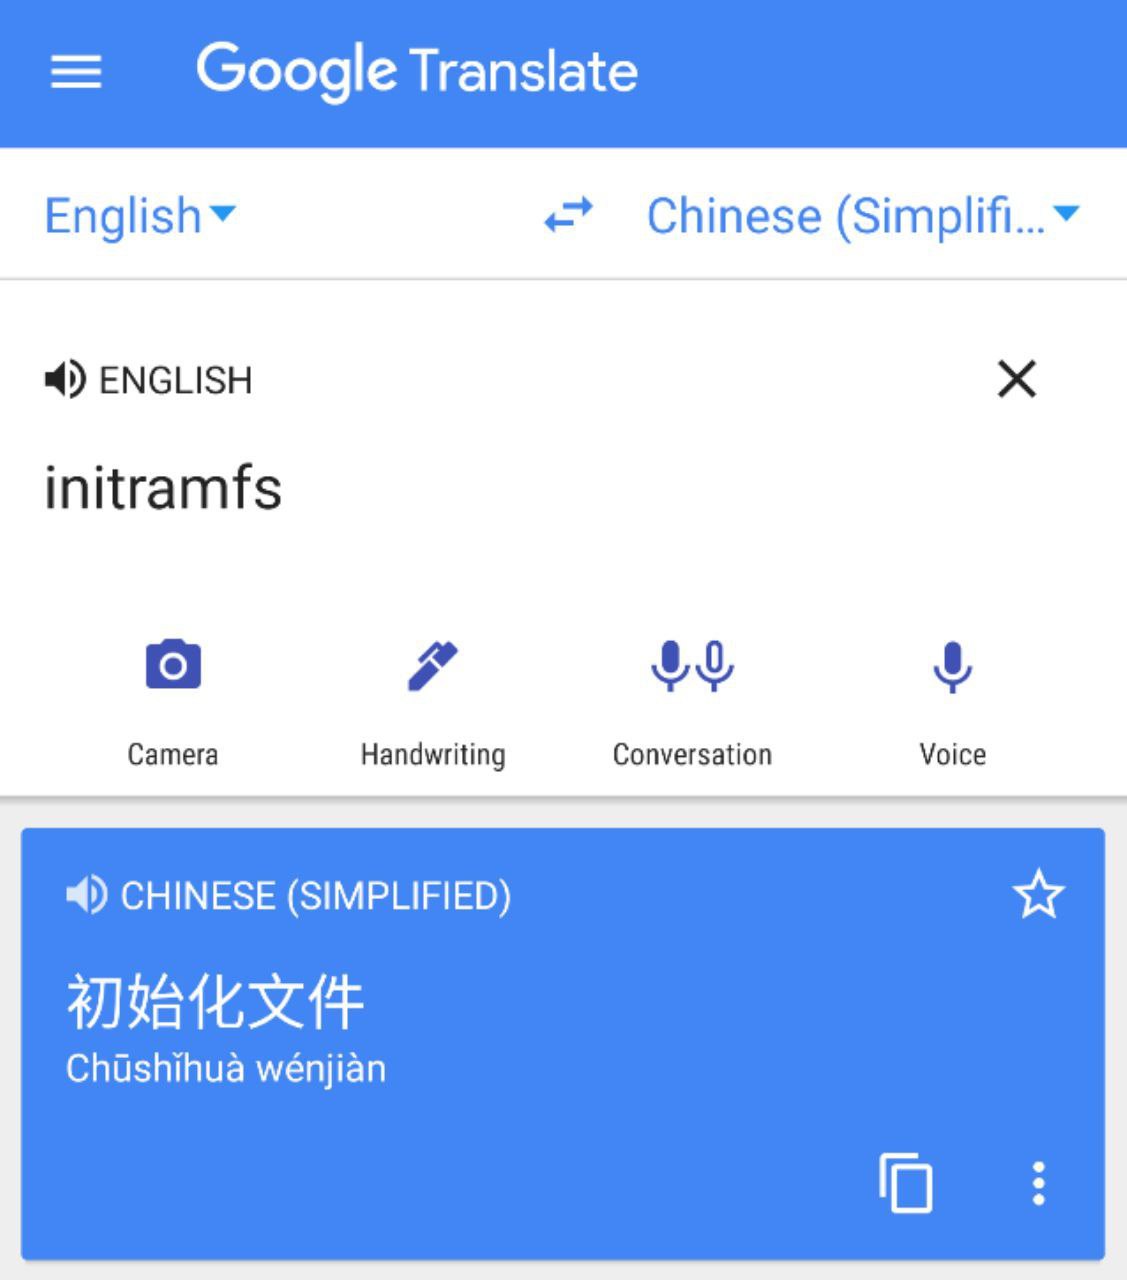 Google Translate
English
Chinese (Simplifi...
ENGLISH
initramfs
Camera
Handwriting
Conversation
Voice
CHINESE (SIMPLIFIED)
初始化文件
Chūshǐhuà wénjiàn